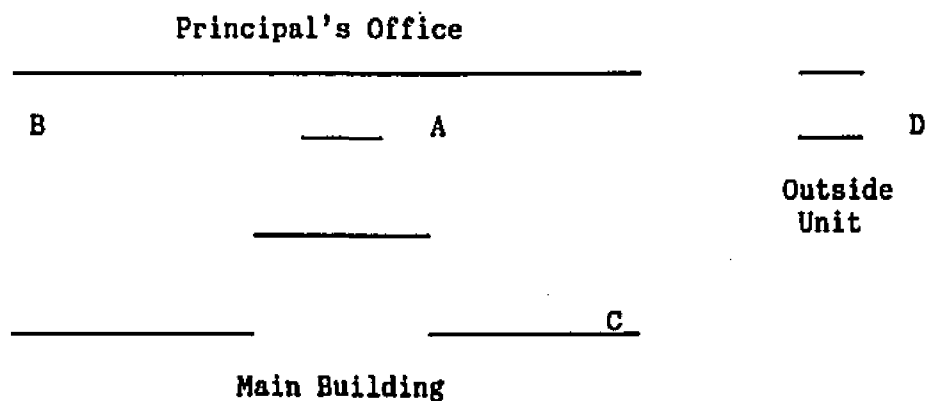 Principal's Office
B A D
Outside
Unit
C
Main Building